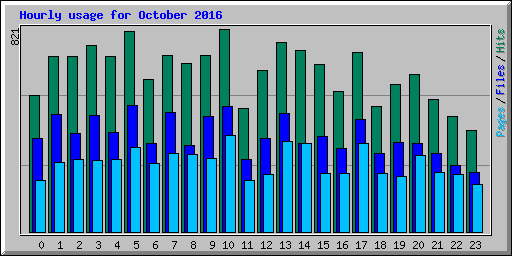 Hourly usage for October 2016
821
Pages/Files/Hits
0 1 2 3 4 5 6 7 8 9 10 11 12 13 14 15 16 17 18 19 20 21 22 23